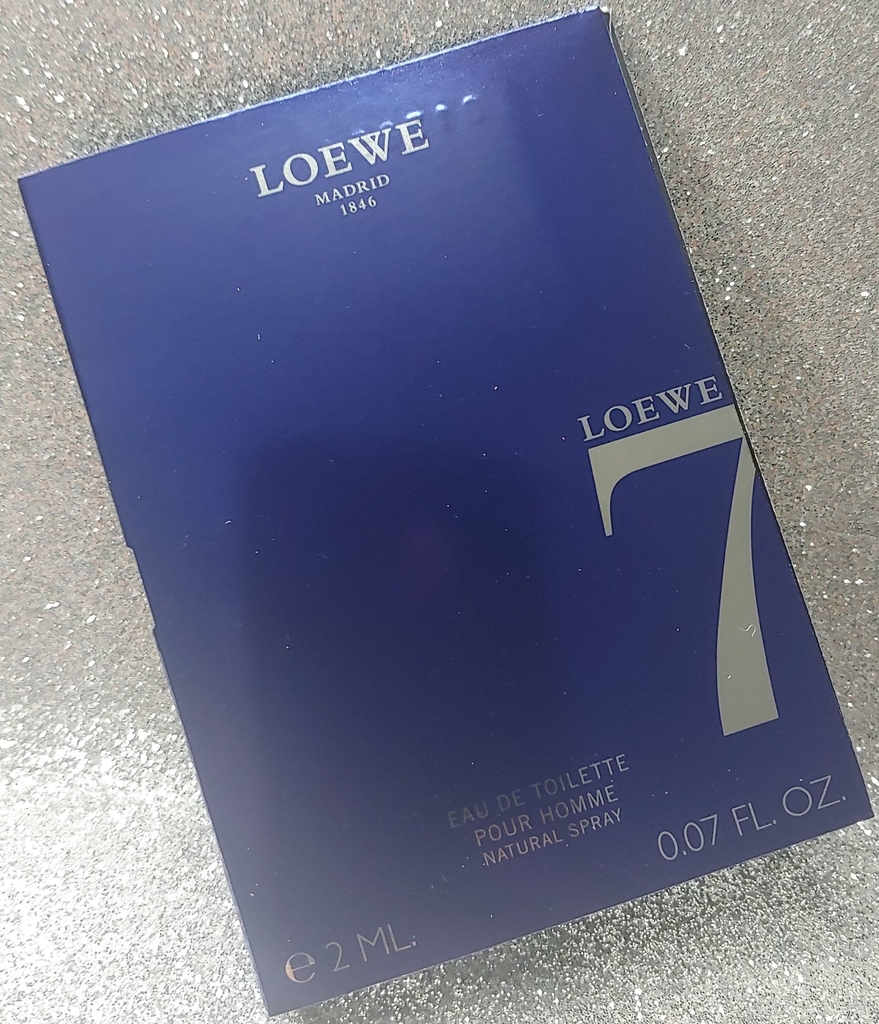 LOEWE
MADRID
1846
LOEWE
7
EAU DE TOILETTE
POUR HOMME
NATURAL SPRAY
0.07 FL. OZ.
℮ 2 ML.